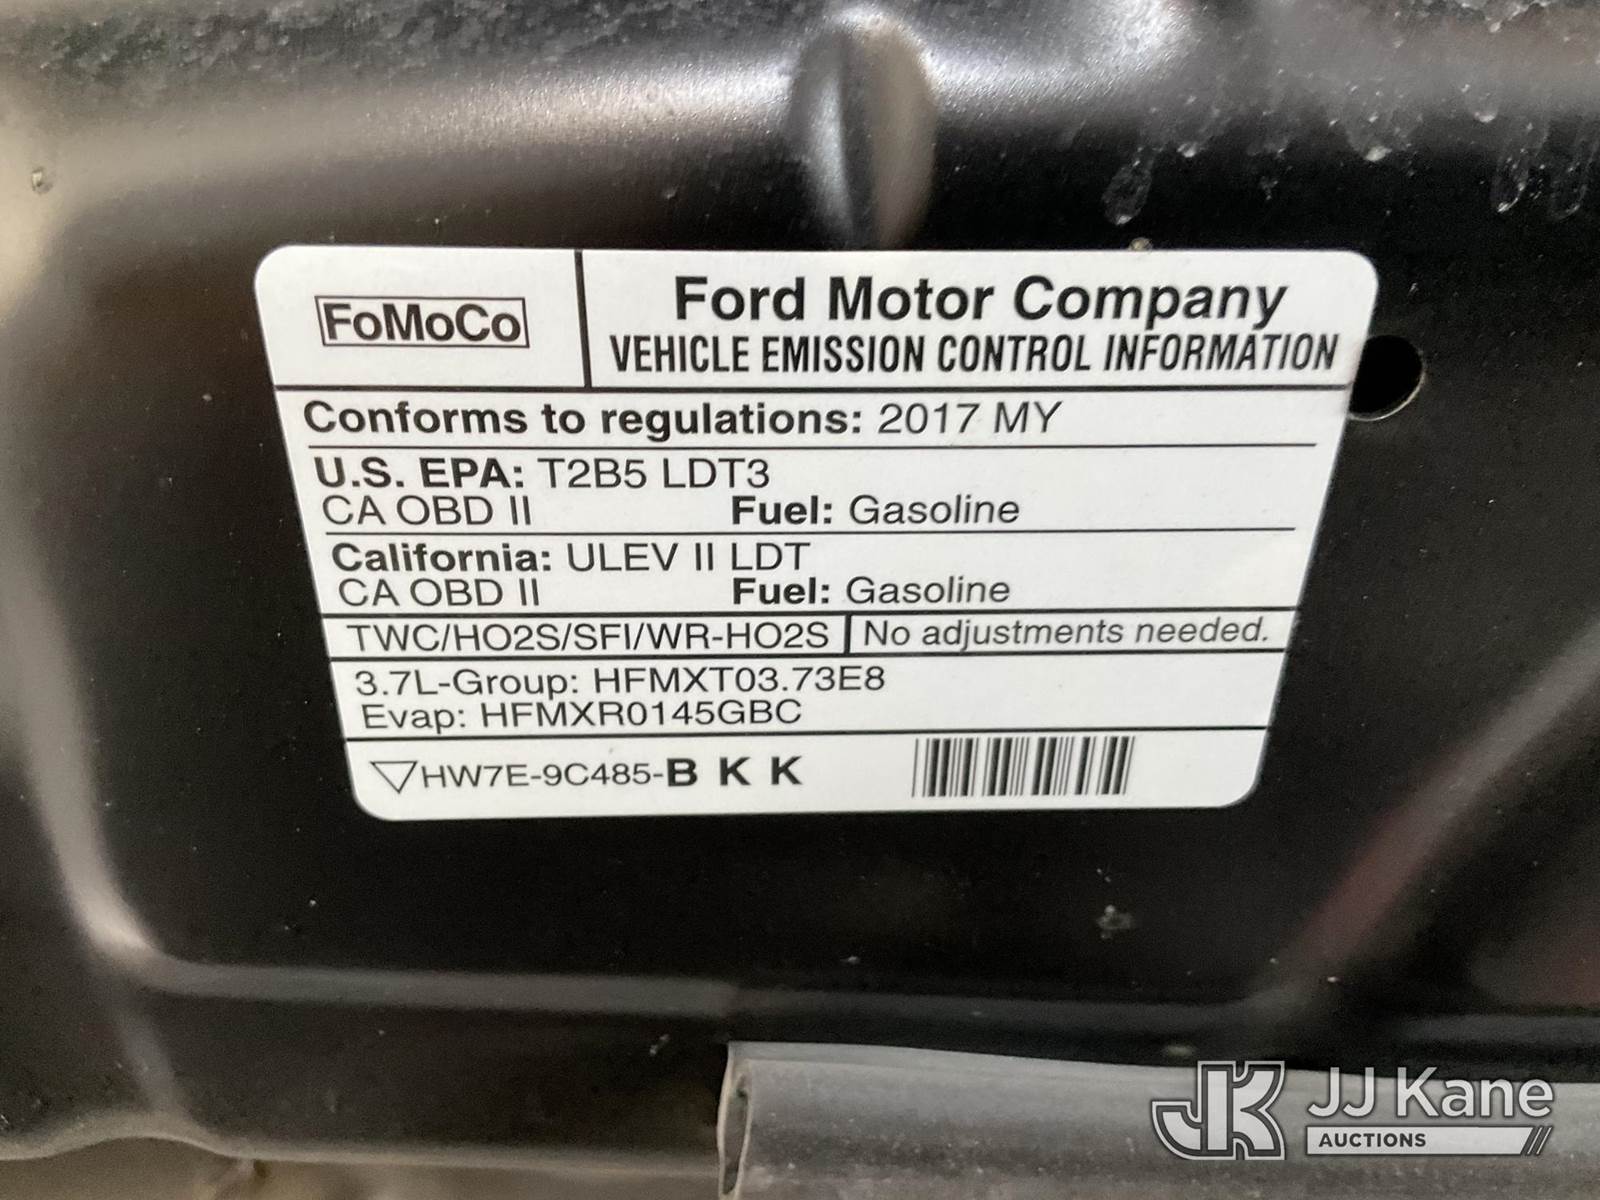 FoMoCo
Ford Motor Company
VEHICLE EMISSION CONTROL INFORMATION
Conforms to regulations: 2017 MY
U.S. EPA: T2B5 LDT3
CA OBD II Fuel: Gasoline
California: ULEV II LDT
CA OBD II Fuel: Gasoline
TWC/HO2S/SFI/WR-HO2S No adjustments needed.
3.7L-Group: HFMXT03.73E8
Evap: HFMXR0145GBC
HW7E-9C485-B K K
JK JJ Kane
AUCTIONS